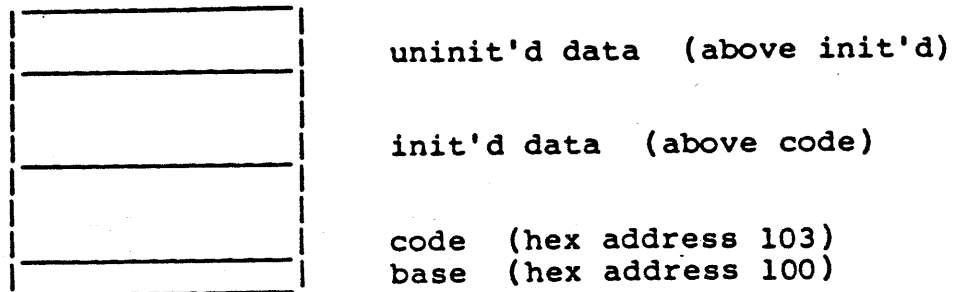 uninit'd data (above init'd)
init'd data (above code)
code (hex address 103)
base (hex address 100)